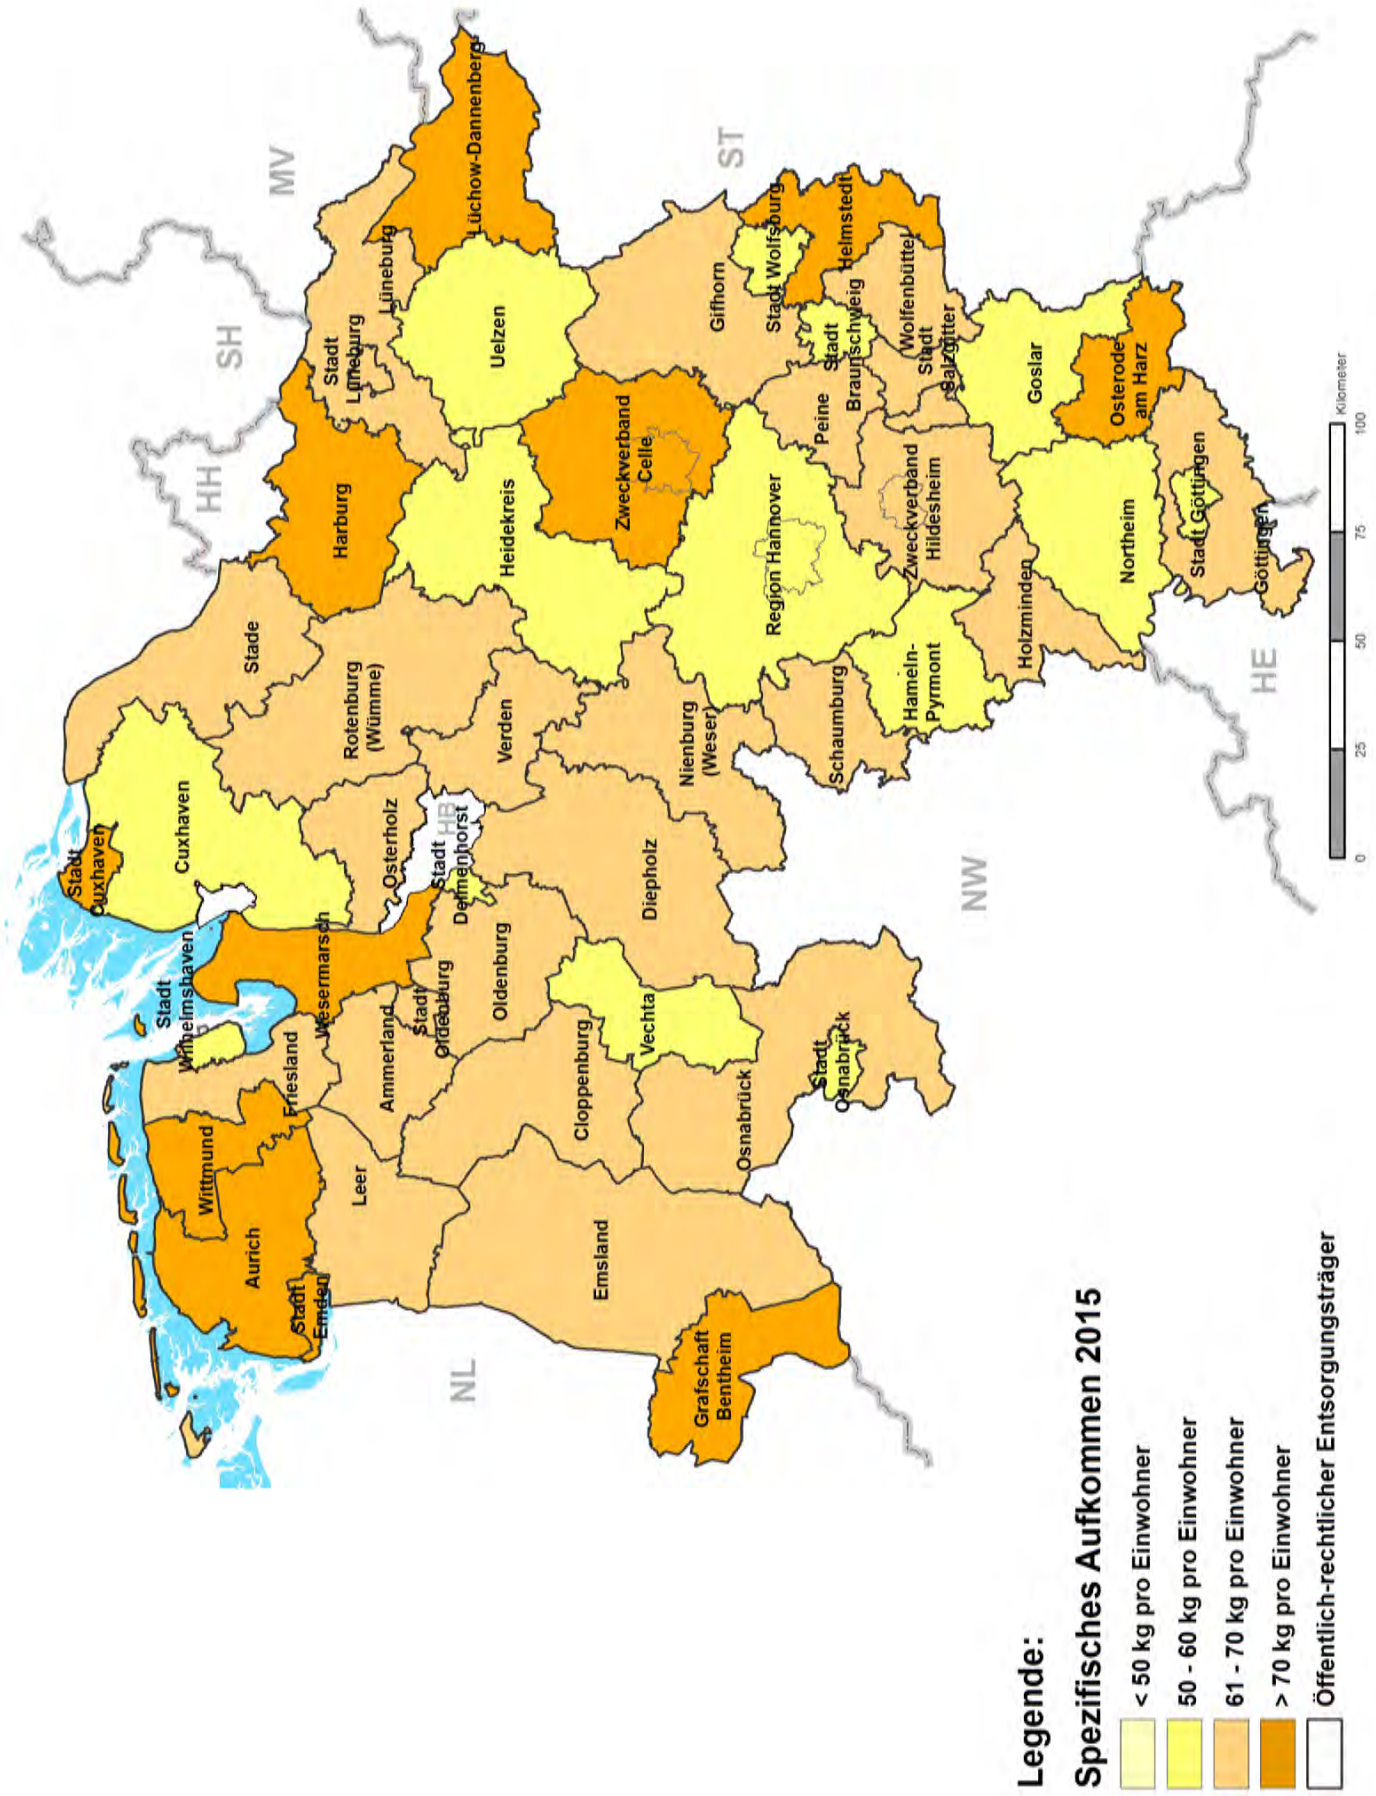 MV
SH
HH
ST
HB
NL
NW
HE
Stadt
Cuxhaven
Cuxhaven
Stade
Harburg
Stadt
Lüneburg
Lüneburg
Lüchow-Dannenberg
Uelzen
Stadt
Wilhelmshaven
Wittmund
Aurich
Stadt
Emden
Friesland
Wesermarsch
Leer
Ammerland
Stadt
Oldenburg
Oldenburg
Osterholz
Stadt
Delmenhorst
Rotenburg
(Wümme)
Verden
Heidekreis
Zweckverband
Celle
Gifhorn
Stadt Wolfsburg
Helmstedt
Emsland
Cloppenburg
Vechta
Diepholz
Nienburg
(Weser)
Region Hannover
Peine
Stadt
Braunschweig
Wolfenbüttel
Stadt
Salzgitter
Grafschaft
Bentheim
Osnabrück
Stadt
Osnabrück
Schaumburg
Hameln-
Pyrmont
Zweckverband
Hildesheim
Holzminden
Goslar
Osterode
am Harz
Northeim
Stadt Göttingen
Göttingen
Legende:
Spezifisches Aufkommen 2015
< 50 kg pro Einwohner
50 - 60 kg pro Einwohner
61 - 70 kg pro Einwohner
> 70 kg pro Einwohner
Öffentlich-rechtlicher Entsorgungsträger
0 25 50 75 100
Kilometer